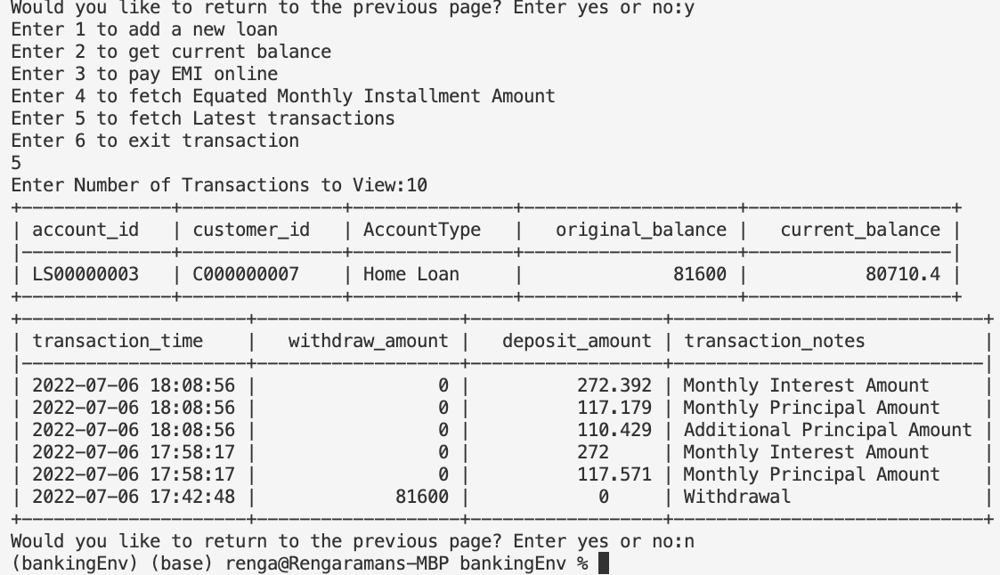 Would you like to return to the previous page? Enter yes or no:y
Enter 1 to add a new loan
Enter 2 to get current balance
Enter 3 to pay EMI online
Enter 4 to fetch Equated Monthly Installment Amount
Enter 5 to fetch Latest transactions
Enter 6 to exit transaction
5
Enter Number of Transactions to View:10
+--------------+---------------+---------------+--------------------+-------------------+
| account_id   | customer_id   | AccountType   |   original_balance |   current_balance |
|--------------+---------------+---------------+--------------------+-------------------|
| LS00000003   | C000000007    | Home Loan     |              81600 |           80710.4 |
+--------------+---------------+---------------+--------------------+-------------------+
+---------------------+-------------------+------------------+-----------------------------+
| transaction_time    |   withdraw_amount |   deposit_amount | transaction_notes           |
|---------------------+-------------------+------------------+-----------------------------|
| 2022-07-06 18:08:56 |                 0 |          272.392 | Monthly Interest Amount     |
| 2022-07-06 18:08:56 |                 0 |          117.179 | Monthly Principal Amount    |
| 2022-07-06 18:08:56 |                 0 |          110.429 | Additional Principal Amount |
| 2022-07-06 17:58:17 |                 0 |          272     | Monthly Interest Amount     |
| 2022-07-06 17:58:17 |                 0 |          117.571 | Monthly Principal Amount    |
| 2022-07-06 17:42:48 |             81600 |            0     | Withdrawal                  |
+---------------------+-------------------+------------------+-----------------------------+
Would you like to return to the previous page? Enter yes or no:n
(bankingEnv) (base) renga@Rengaramans-MBP bankingEnv %